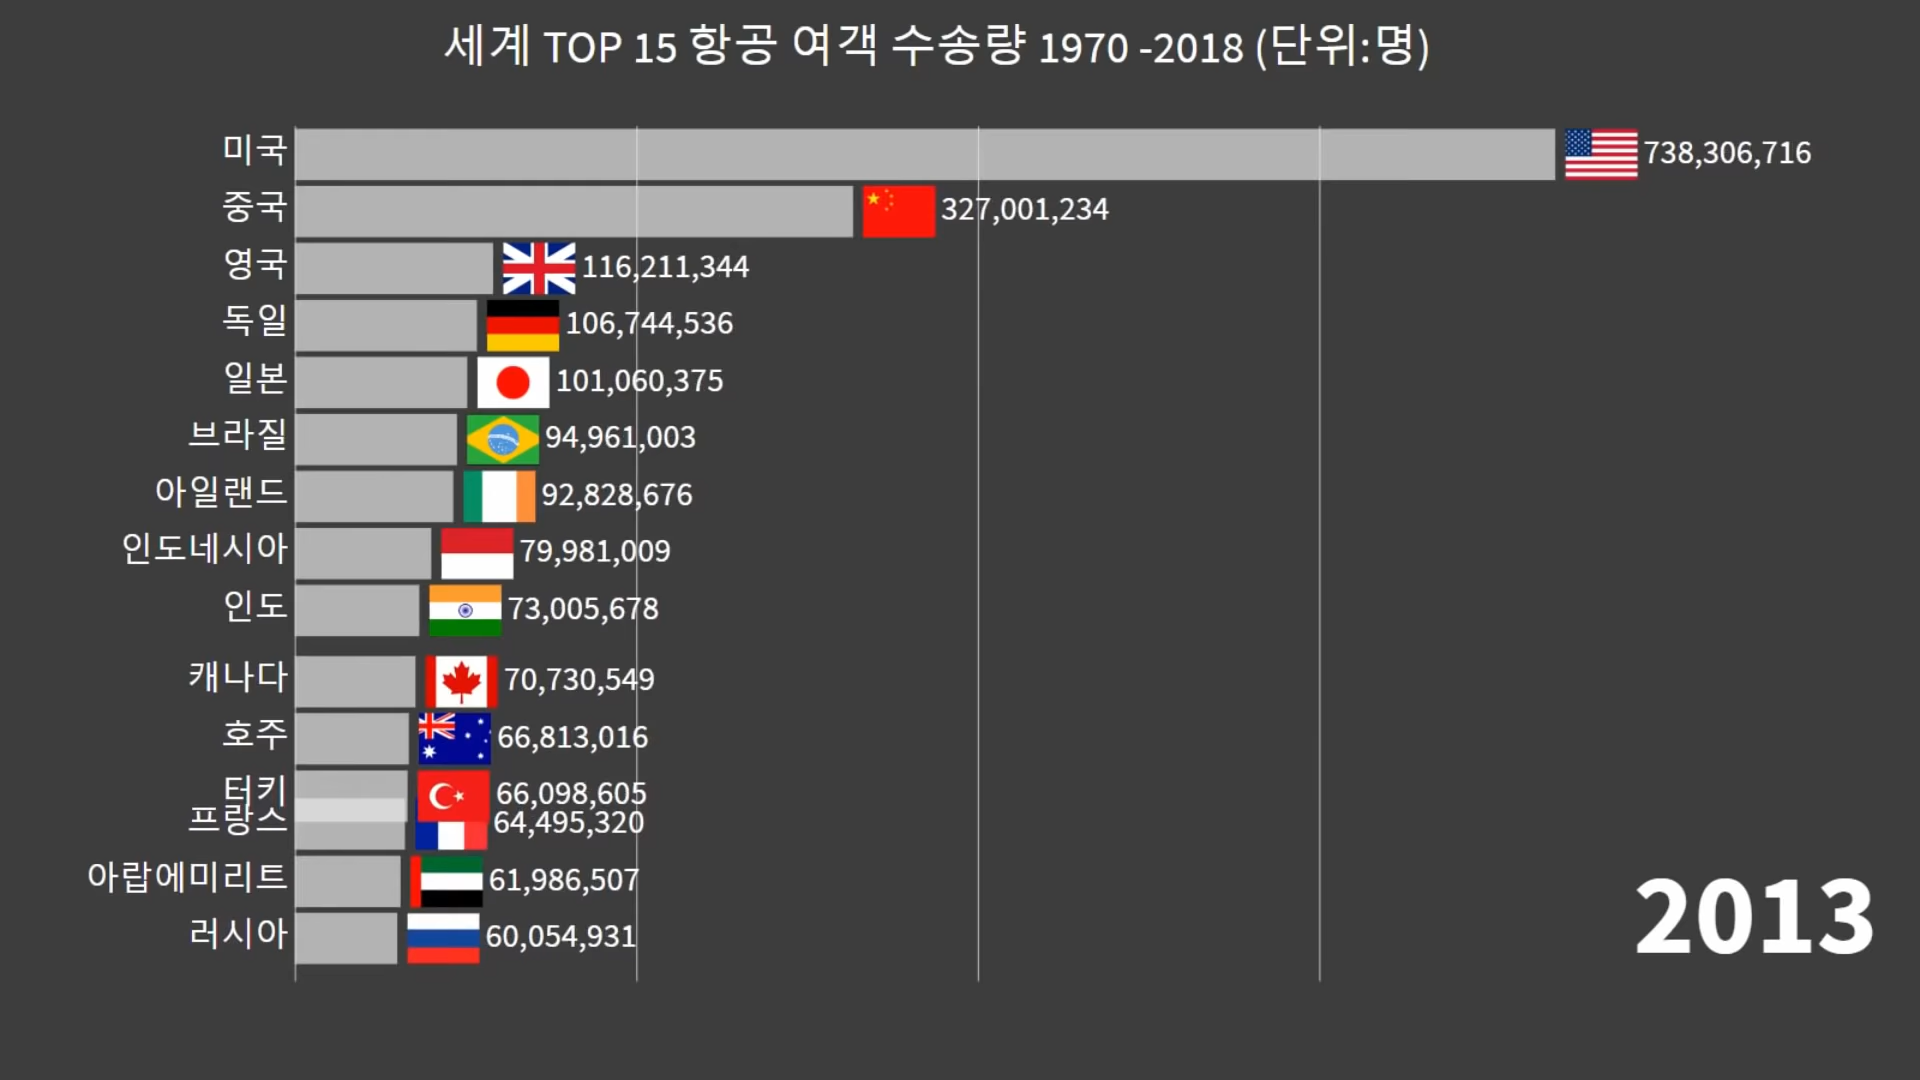 세계 TOP 15 항공 여객 수송량 1970 -2018 (단위:명)
미국 738,306,716
중국 327,001,234
영국 116,211,344
독일 106,744,536
일본 101,060,375
브라질 94,961,003
아일랜드 92,828,676
인도네시아 79,981,009
인도 73,005,678
캐나다 70,730,549
호주 66,813,016
터키 66,098,605
프랑스 64,495,320
아랍에미리트 61,986,507
러시아 60,054,931
2013